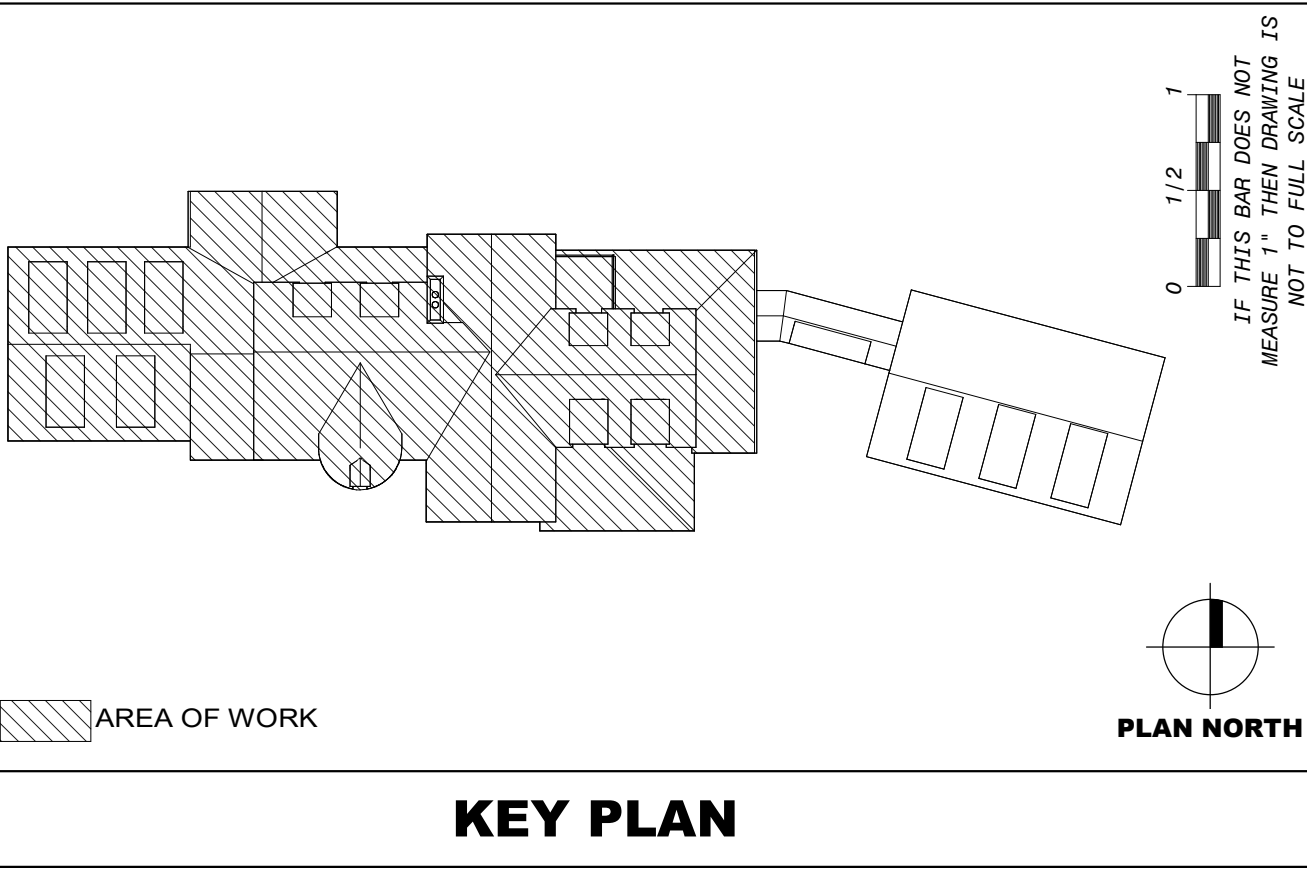 1
1/2
0
IF THIS BAR DOES NOT
MEASURE 1" THEN DRAWING IS
NOT TO FULL SCALE
AREA OF WORK
PLAN NORTH
KEY PLAN